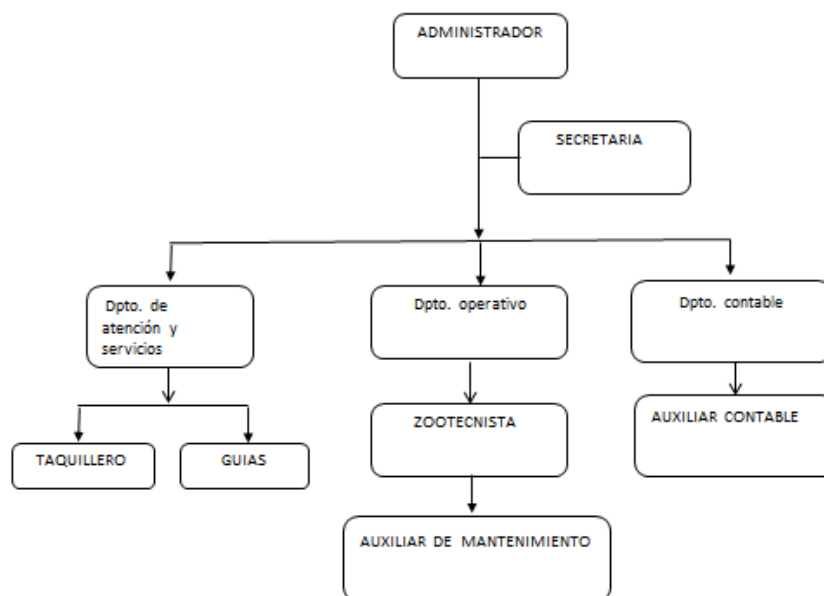 ADMINISTRADOR
SECRETARIA
Dpto. de
atención y
servicios
Dpto. operativo
Dpto. contable
TAQUILLERO
GUIAS
ZOOTECNISTA
AUXILIAR CONTABLE
AUXILIAR DE MANTENIMIENTO